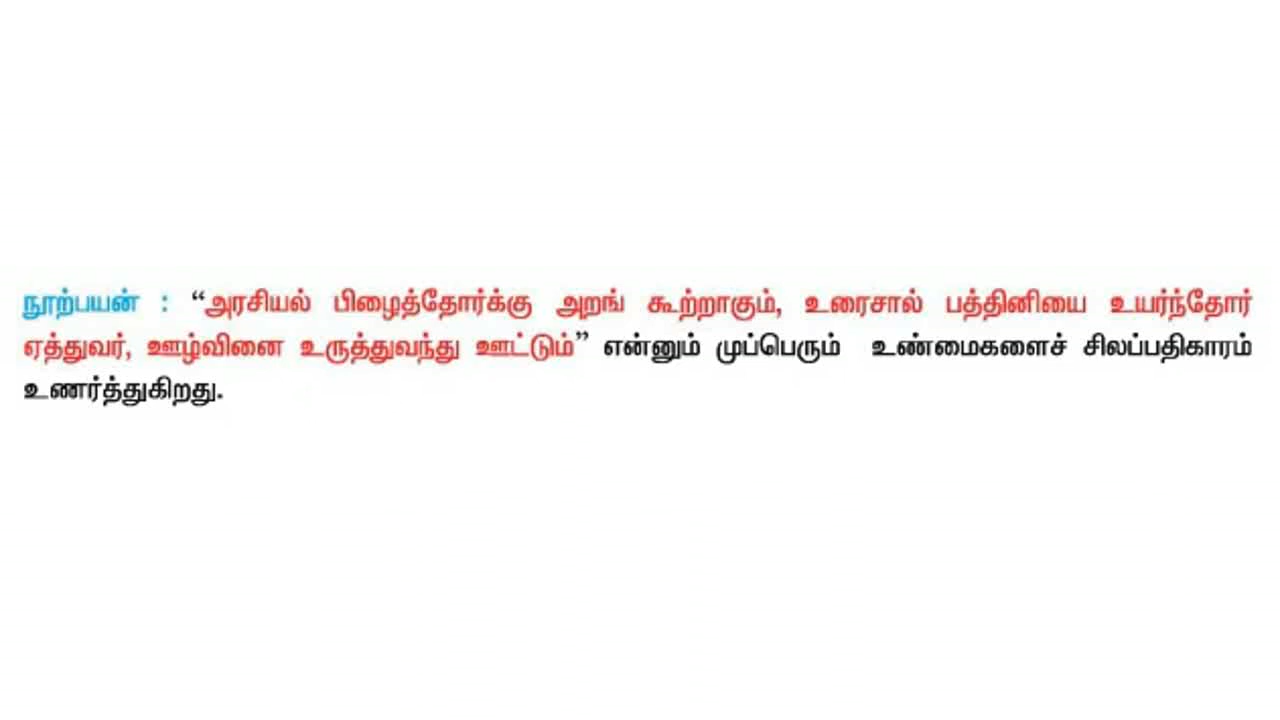 நூற்பயன் : “அரசியல் பிழைத்தோர்க்கு அறங் கூற்றாகும், உரைசால் பத்தினியை உயர்ந்தோர்
ஏத்துவர், ஊழ்வினை உருத்துவந்து ஊட்டும்” என்னும் முப்பெரும் உண்மைகளைச் சிலப்பதிகாரம்
உணர்த்துகிறது.